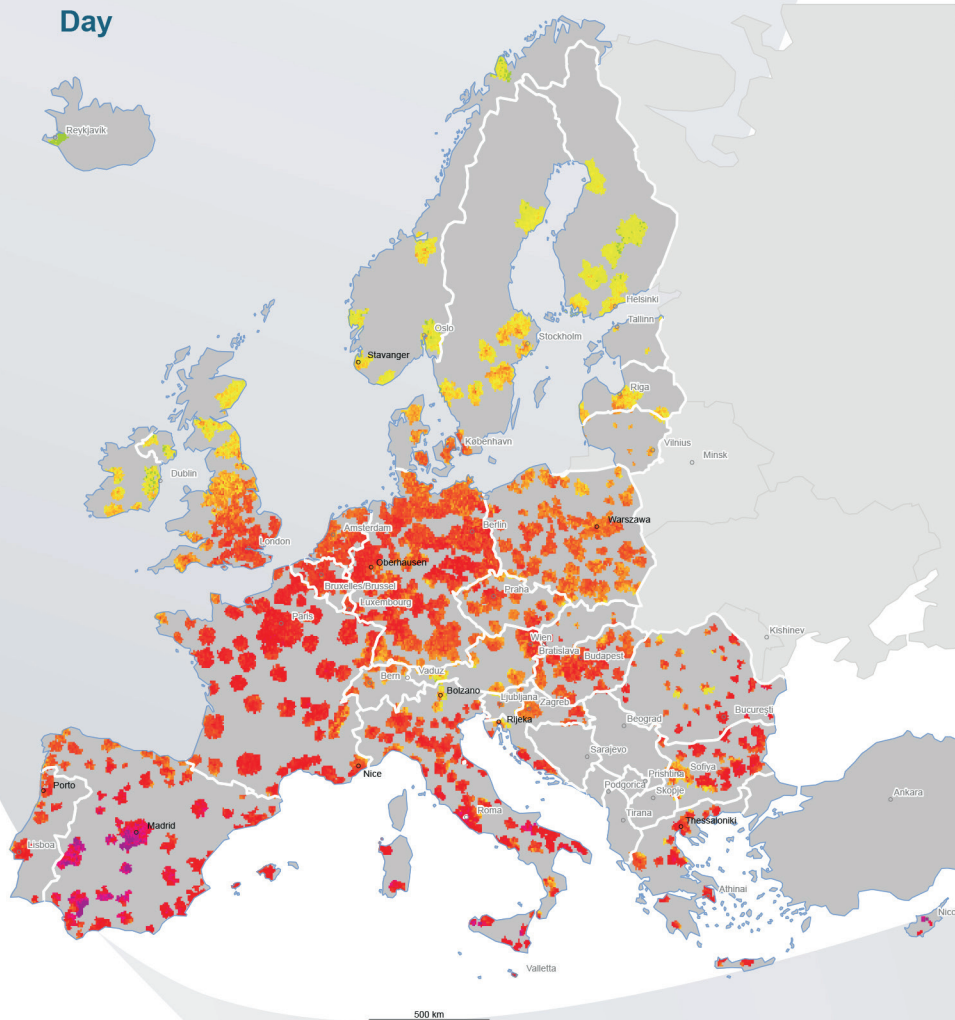 Day
Reykjavik
Helsinki
Tallinn
Oslo
Stockholm
Stavanger
Riga
København
Vilnius
Minsk
Dublin
Amsterdam
Berlin
Warszawa
London
Oberhausen
Bruxelles/Brussel
Praha
Luxembourg
Paris
Kishinev
Wien
Bratislava
Budapest
Vaduz
Bern
Bolzano
Ljubljana
Zagreb
Bucureşti
Rijeka
Beograd
Sarajevo
Nice
Sofiya
Prishtina
Podgorica
Skopje
Porto
Ankara
Roma
Tirana
Thessaloniki
Madrid
Lisboa
Athinai
Nico
Valletta
500 km